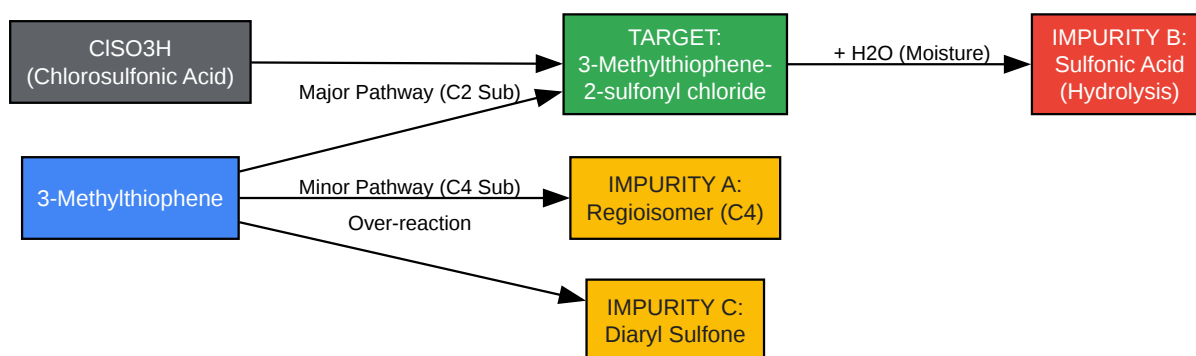 ClSO3H
(Chlorosulfonic Acid)
TARGET:
3-Methylthiophene-
2-sulfonyl chloride
+ H2O (Moisture)
IMPURITY B:
Sulfonic Acid
(Hydrolysis)
Major Pathway (C2 Sub)
3-Methylthiophene
Minor Pathway (C4 Sub)
IMPURITY A:
Regioisomer (C4)
Over-reaction
IMPURITY C:
Diaryl Sulfone